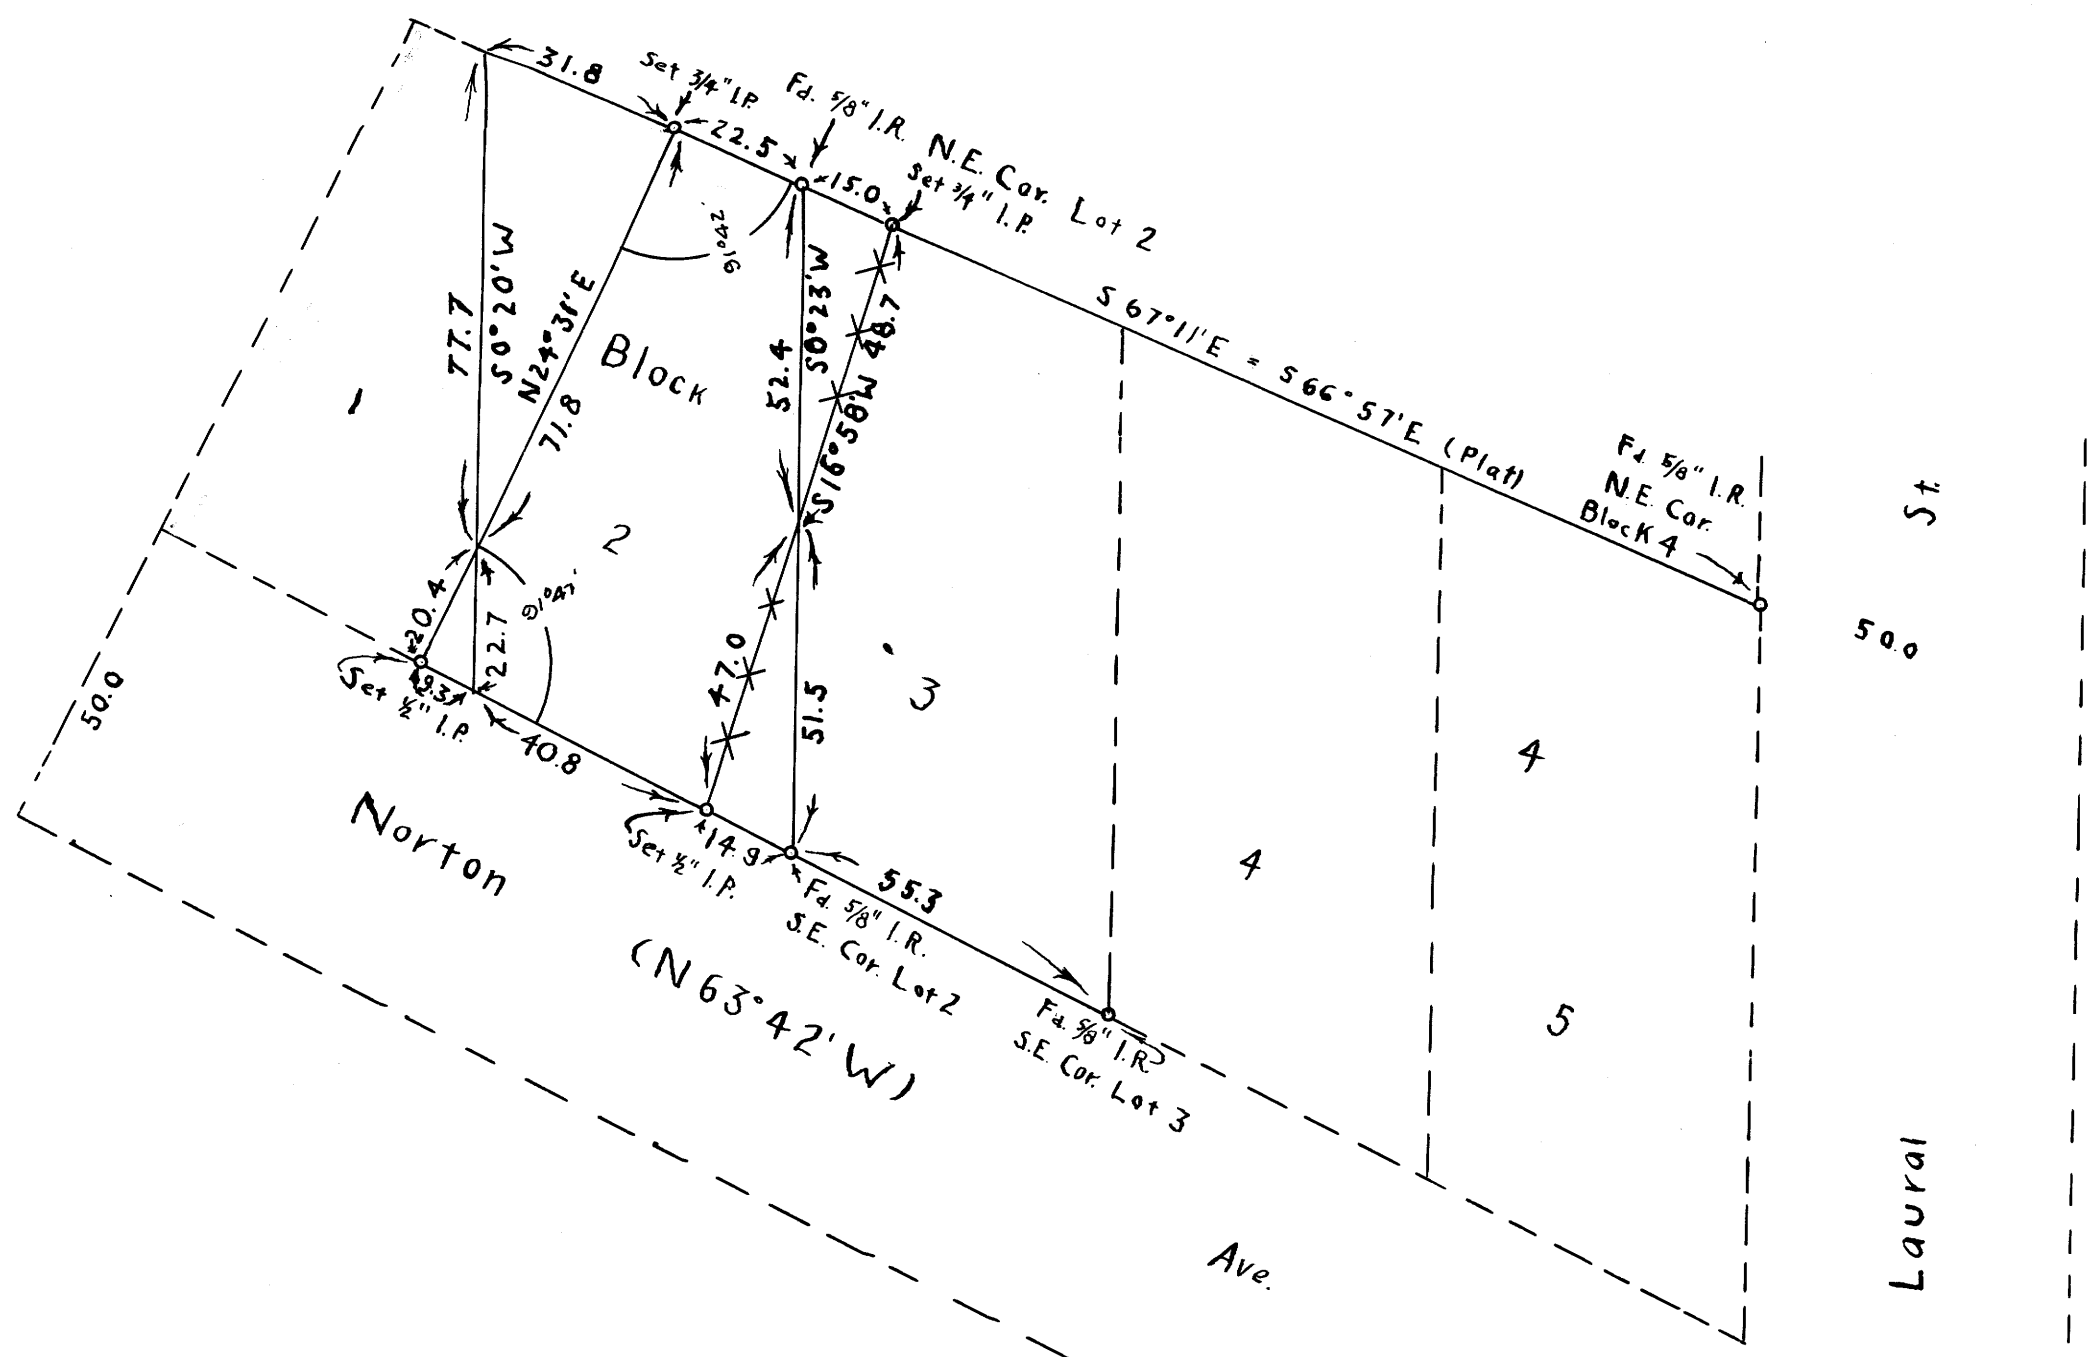 31.8
Set 3/4" I.P.
22.5
Fd. 5/8" I.R. N.E. Cor. Lot 2
15.0
Set 3/4" I.P.
S 67°11'E = S 66°57'E (Plat)
Fd. 5/8" I.R.
N.E. Cor.
Block 4
St.
50.0
77.7
S0°20'W
N24°31'E
71.8
91°42'
Block
52.4
S0°23'W
48.7
S16°58'W
1
2
20.4
22.7
91°47'
Set 1/2" I.P.
9.3
50.0
40.8
47.0
51.5
3
4
4
5
Set 1/2" I.P.
14.9
55.3
Fd. 5/8" I.R.
S.E. Cor. Lot 2
Fd. 5/8" I.R.
S.E. Cor. Lot 3
Norton
(N 63°42' W)
Ave.
Laural